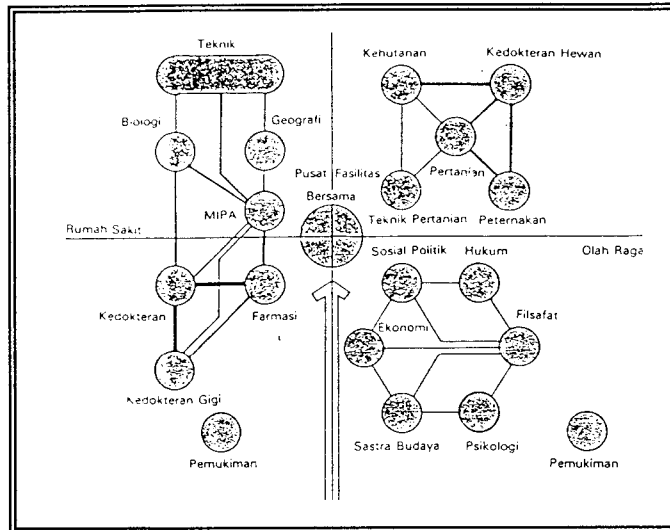 Teknik
Kehutanan
Kedokteran Hewan
Biologi
Geografi
Pusat Fasilitas
Bersama
Pertanian
MIPA
Teknik Pertanian
Peternakan
Rumah Sakit
Sosial Politik
Hukum
Olah Raga
Kedokteran
Farmasi
Ekonomi
Filsafat
Kedokteran Gigi
Sastra Budaya
Psikologi
Pemukiman
Pemukiman